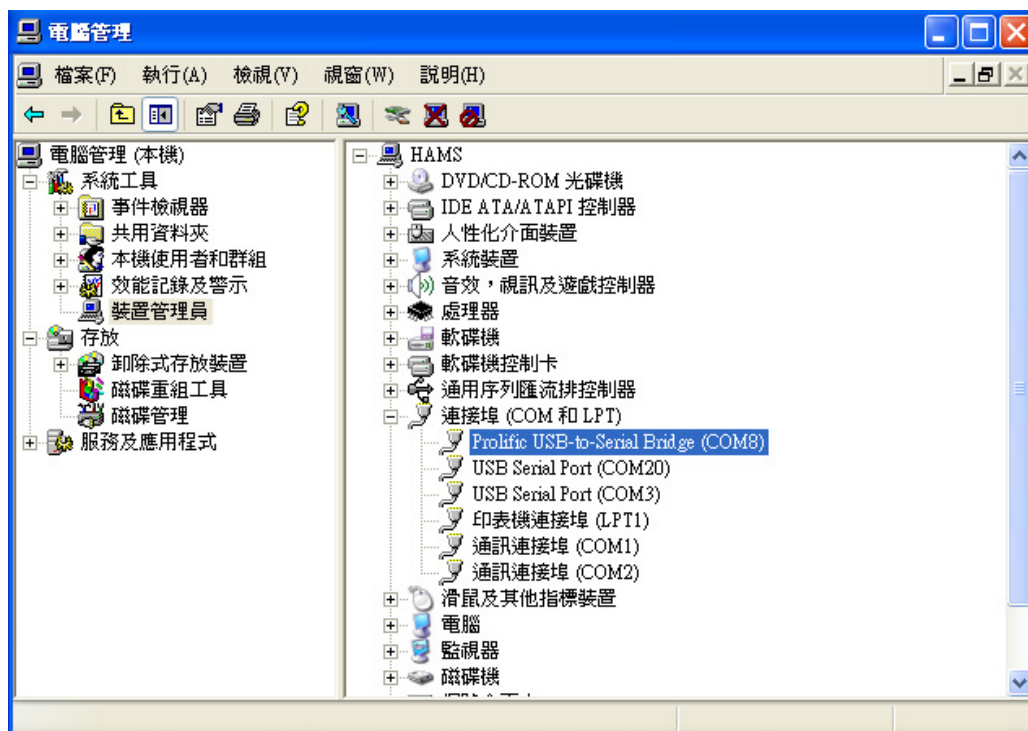 電腦管理
檔案(F) 執行(A) 檢視(V) 視窗(W) 說明(H)
電腦管理 (本機)
系統工具
事件檢視器
共用資料夾
本機使用者和群組
效能記錄及警示
裝置管理員
存放
卸除式存放裝置
磁碟重組工具
磁碟管理
服務及應用程式
HAMS
DVD/CD-ROM 光碟機
IDE ATA/ATAPI 控制器
人性化介面裝置
系統裝置
音效，視訊及遊戲控制器
處理器
軟碟機
軟碟機控制卡
通用序列匯流排控制器
連接埠 (COM 和 LPT)
Prolific USB-to-Serial Bridge (COM8)
USB Serial Port (COM20)
USB Serial Port (COM3)
印表機連接埠 (LPT1)
通訊連接埠 (COM1)
通訊連接埠 (COM2)
滑鼠及其他指標裝置
電腦
監視器
磁碟機